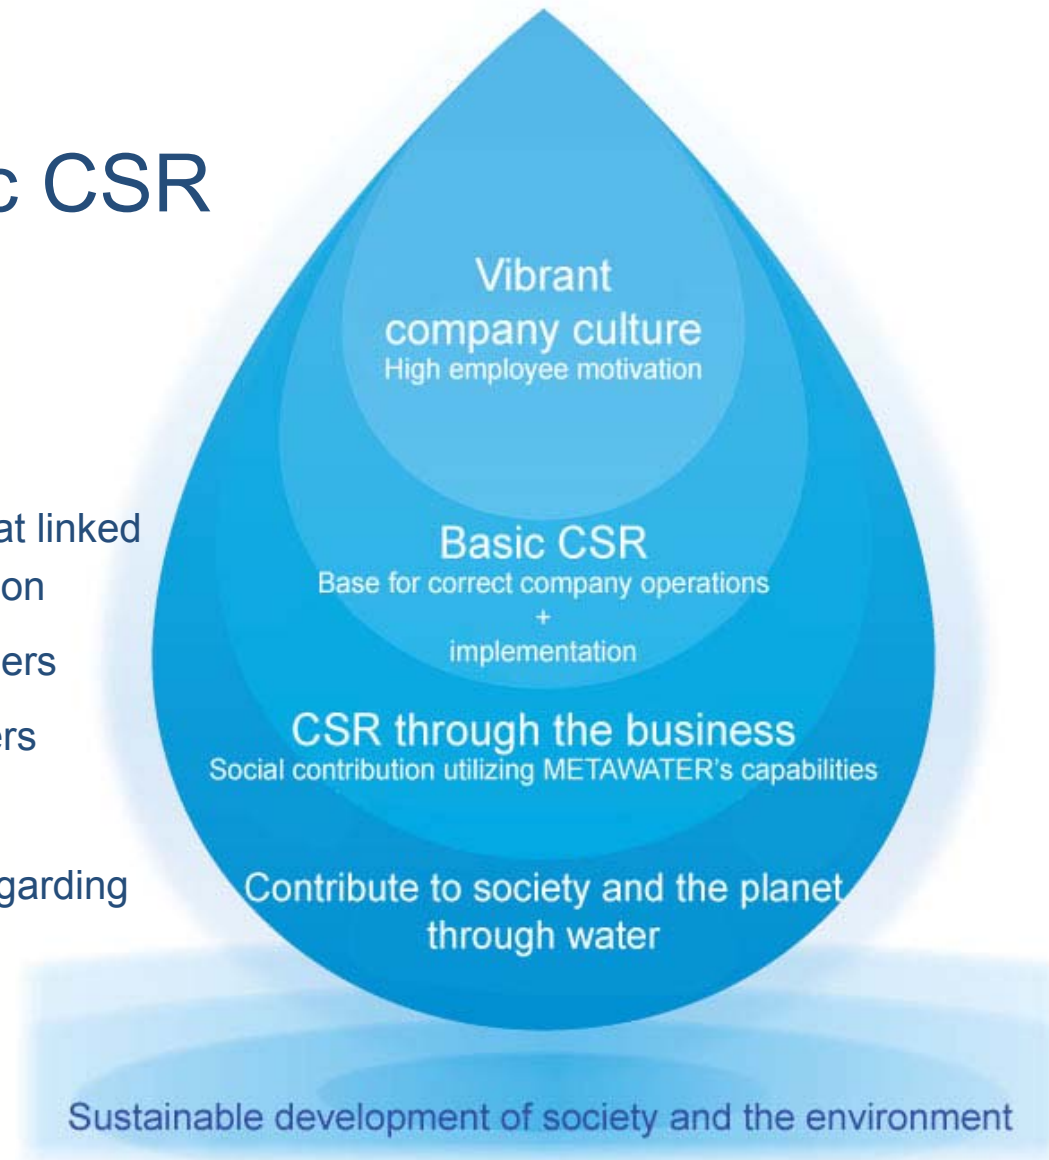 c CSR
at linked
on
ers
ers
garding
Vibrant
company culture
High employee motivation
Basic CSR
Base for correct company operations
+
implementation
CSR through the business
Social contribution utilizing METAWATER's capabilities
Contribute to society and the planet
through water
Sustainable development of society and the environment